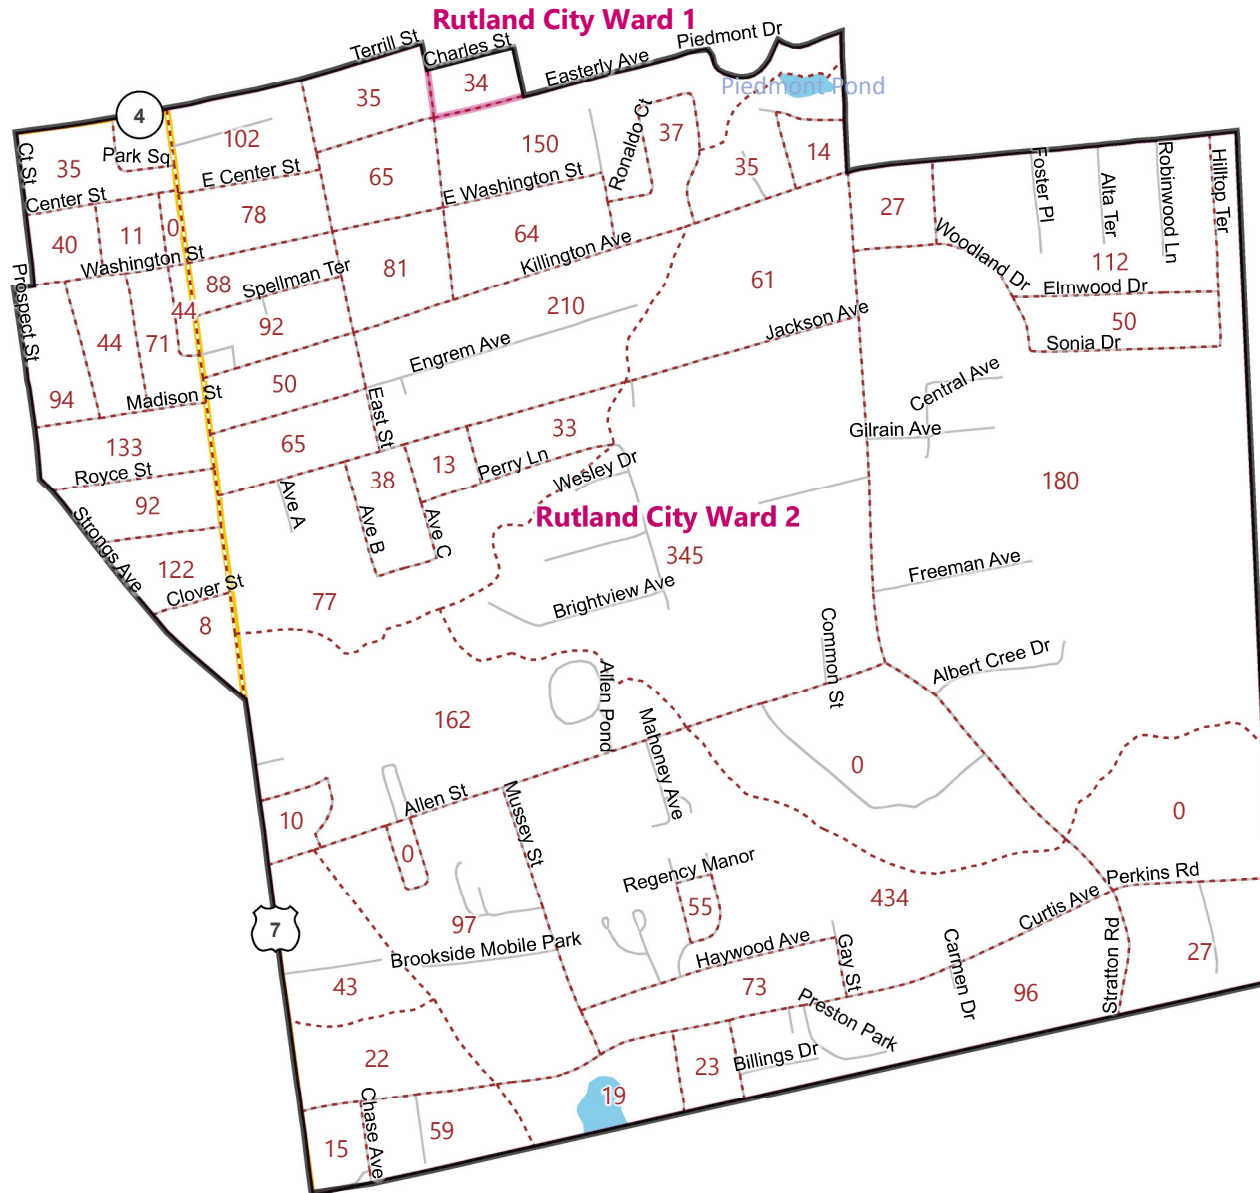 Rutland City Ward 1
Terrill St
Charles St
Piedmont Dr
Easterly Ave
34
35
Piedmont Pond
4
102
150
Ronaldo Ct
37
14
Ct St
35
Park Sq
E Center St
65
E Washington St
35
Foster Pl
Alta Ter
Robinwood Ln
Hilltop Ter
Center St
78
27
40
11
0
64
Killington Ave
Woodland Dr
Washington St
88
Spellman Ter
81
61
112
Elmwood Dr
Prospect St
44
92
210
Jackson Ave
50
44
71
Engrem Ave
Sonia Dr
94
Madison St
50
East St
Central Ave
133
65
33
Gilrain Ave
Royce St
38
13
Perry Ln
Wesley Dr
180
92
Ave A
Ave B
Ave C
Rutland City Ward 2
Strongs Ave
345
122
Clover St
77
Brightview Ave
Freeman Ave
8
Common St
Albert Cree Dr
162
Allen Pond
Mahoney Ave
0
10
Allen St
Mussey St
0
0
Regency Manor
Perkins Rd
55
434
Curtis Ave
7
97
Brookside Mobile Park
Haywood Ave
Gay St
Carmen Dr
Stratton Rd
27
43
73
Preston Park
96
22
23
Billings Dr
19
Chase Ave
59
15